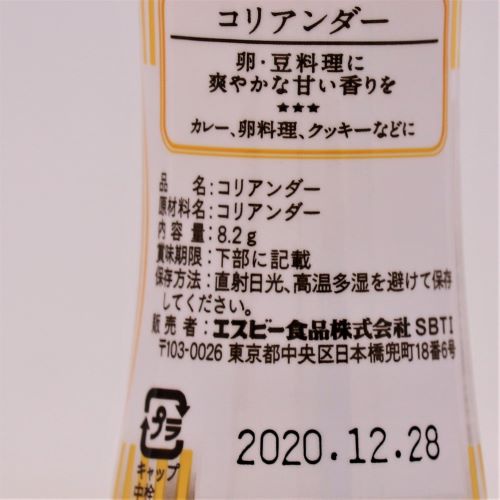 コリアンダー
卵・豆料理に
爽やかな甘い香りを
★★★
カレー、卵料理、クッキーなどに
品　　名：コリアンダー
原材料名：コリアンダー
内 容 量：8.2g
賞味期限：下部に記載
保存方法：直射日光、高温多湿を避けて保存
してください。
販 売 者：エスビー食品株式会社 SBTI
〒103-0026 東京都中央区日本橋兜町18番6号
プラ
キャップ
中栓
2020.12.28